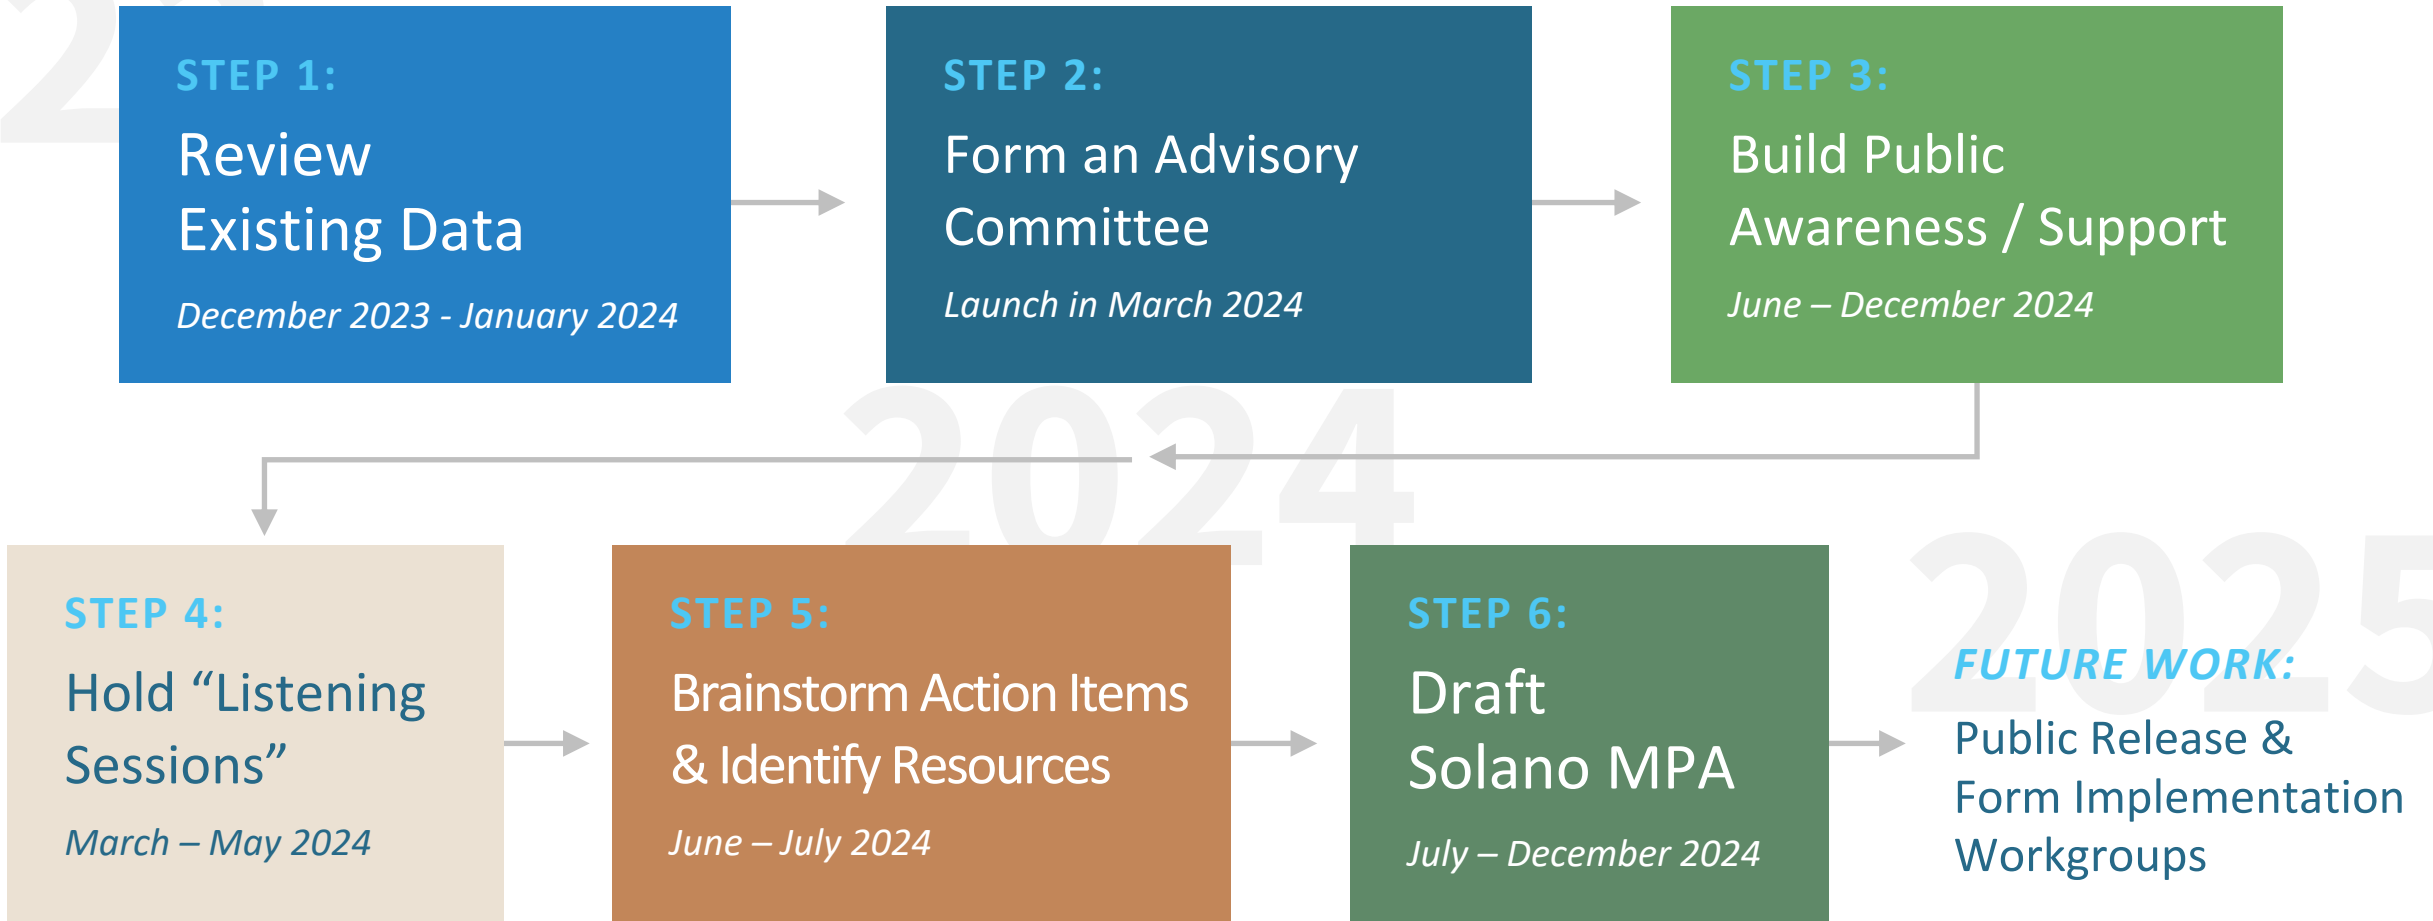 STEP 1:
Review
Existing Data
December 2023 - January 2024
STEP 2:
Form an Advisory
Committee
Launch in March 2024
STEP 3:
Build Public
Awareness / Support
June – December 2024
2024
STEP 4:
Hold “Listening
Sessions”
March – May 2024
STEP 5:
Brainstorm Action Items
& Identify Resources
June – July 2024
STEP 6:
Draft
Solano MPA
July – December 2024
2025
FUTURE WORK:
Public Release &
Form Implementation
Workgroups